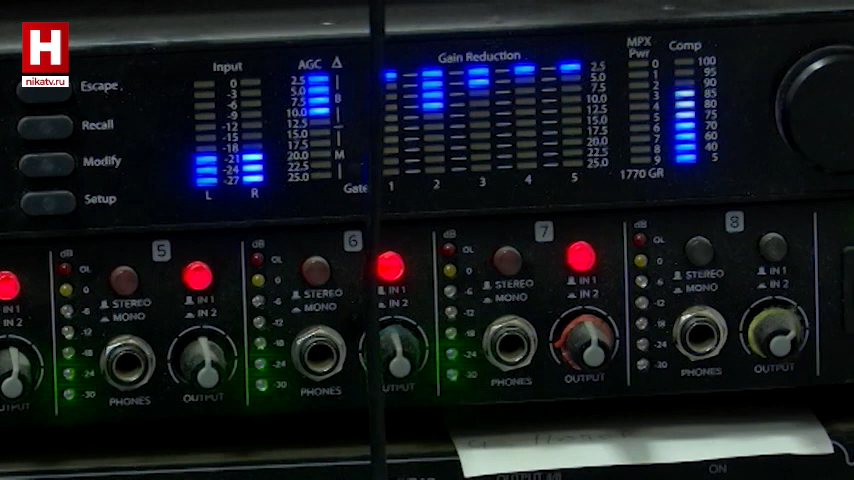 H
nikatv.ru
Escape
Recall
Modify
Setup
Input
0
-3
-6
-9
-12
-15
-18
-21
-24
-27
L R
AGC Δ
2.5
5.0
7.5
10.0
12.5
15.0
17.5
20.0
22.5
25.0
B
M
Gate
Gain Reduction
2.5
5.0
7.5
10.0
12.5
15.0
17.5
20.0
22.5
25.0
1 2 3 4 5
MPX
Pwr
0
1
2
3
4
5
6
7
8
9
1770 GR
Comp
100
95
90
85
80
75
70
60
40
5
IN 1
IN 2
OUTPUT
5
dB
OL
0
-6
-12
-18
-24
-30
STEREO
MONO
IN 1
IN 2
PHONES
OUTPUT
6
dB
OL
0
-6
-12
-18
-24
-30
STEREO
MONO
IN 1
IN 2
PHONES
OUTPUT
7
dB
OL
0
-6
-12
-18
-24
-30
STEREO
MONO
IN 1
IN 2
PHONES
OUTPUT
8
dB
OL
0
-6
-12
-18
-24
-30
STEREO
MONO
IN 1
IN 2
PHONES
OUTPUT
ON